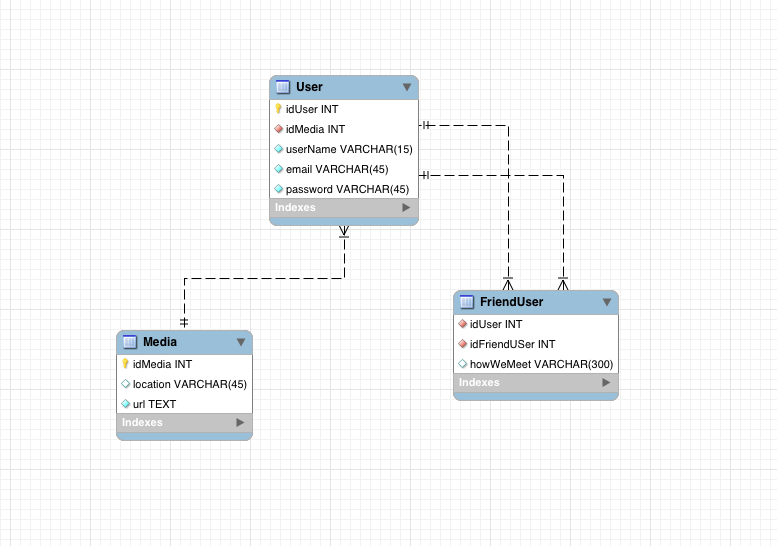 User
idUser INT
idMedia INT
userName VARCHAR(15)
email VARCHAR(45)
password VARCHAR(45)
Indexes
FriendUser
idUser INT
idFriendUSer INT
howWeMeet VARCHAR(300)
Indexes
Media
idMedia INT
location VARCHAR(45)
url TEXT
Indexes